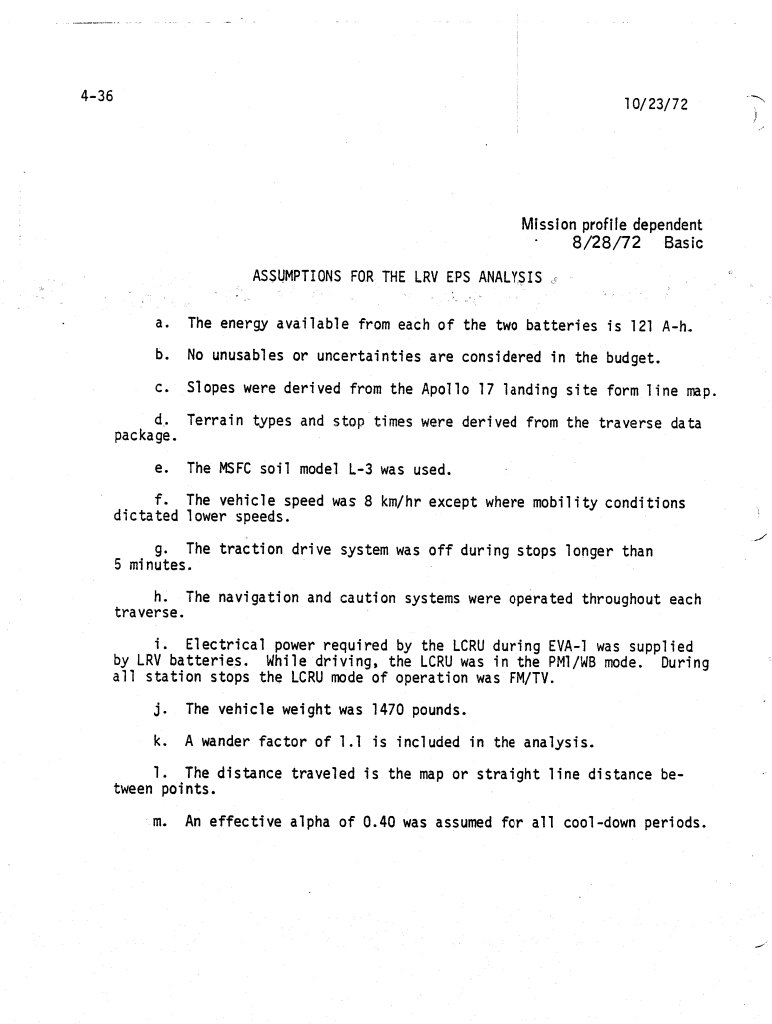 4-36
10/23/72
Mission profile dependent
8/28/72 Basic
ASSUMPTIONS FOR THE LRV EPS ANALYSIS
a. The energy available from each of the two batteries is 121 A-h.
b. No unusables or uncertainties are considered in the budget.
c. Slopes were derived from the Apollo 17 landing site form line map.
d. Terrain types and stop times were derived from the traverse data
package.
e. The MSFC soil model L-3 was used.
f. The vehicle speed was 8 km/hr except where mobility conditions
dictated lower speeds.
g. The traction drive system was off during stops longer than
5 minutes.
h. The navigation and caution systems were operated throughout each
traverse.
i. Electrical power required by the LCRU during EVA-1 was supplied
by LRV batteries. While driving, the LCRU was in the PM1/WB mode. During
all station stops the LCRU mode of operation was FM/TV.
j. The vehicle weight was 1470 pounds.
k. A wander factor of 1.1 is included in the analysis.
l. The distance traveled is the map or straight line distance be-
tween points.
m. An effective alpha of 0.40 was assumed for all cool-down periods.